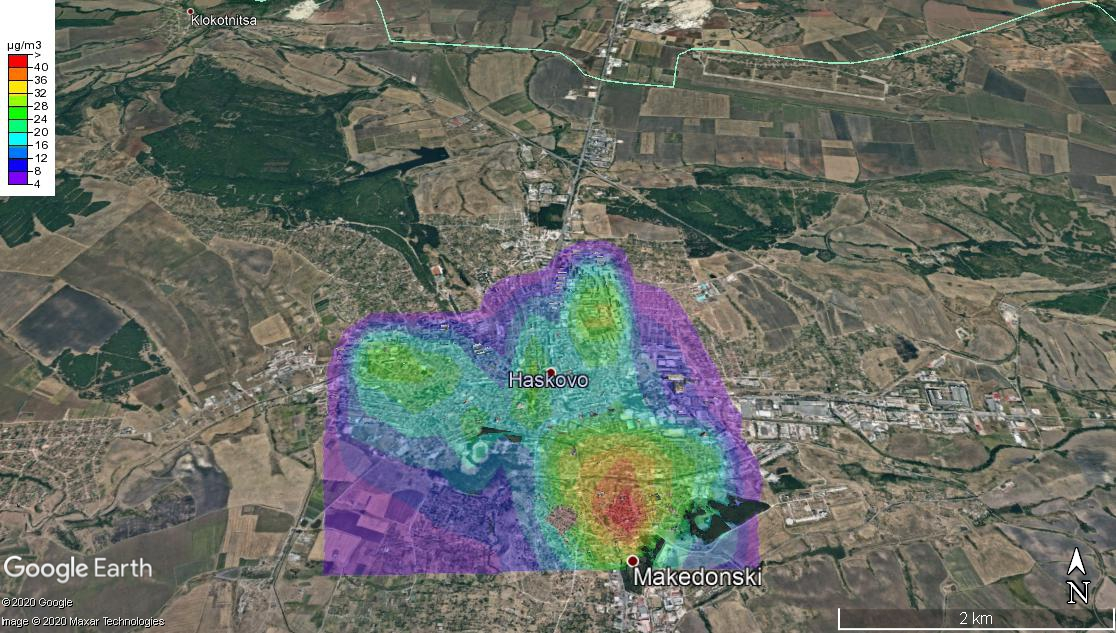 Klokotnitsa
µg/m3
>
40
36
32
28
24
20
16
12
8
4
Haskovo
Makedonski
Google Earth
© 2020 Google
Image © 2020 Maxar Technologies
N
2 km